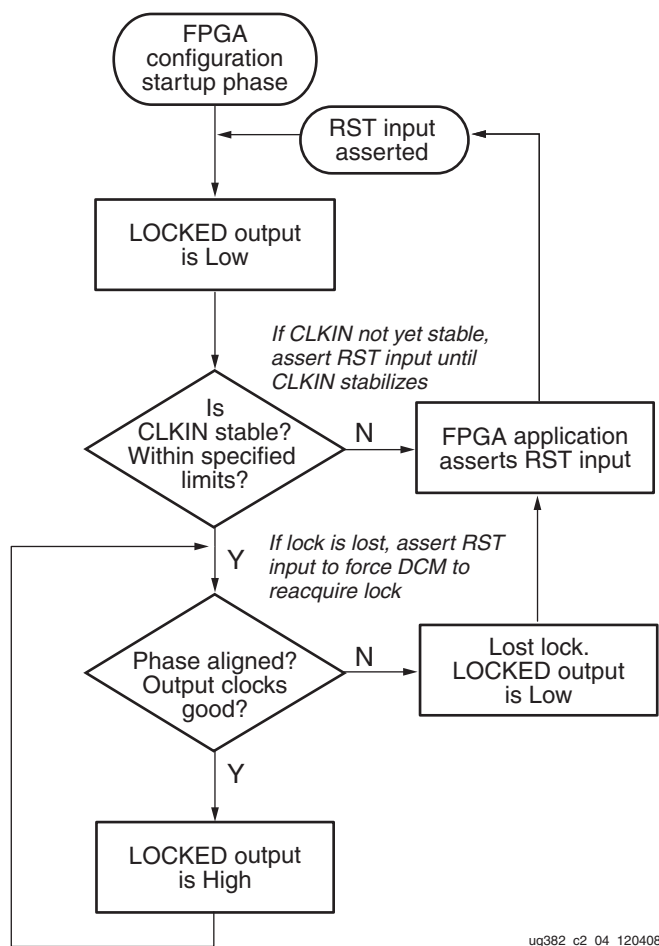 FPGA
configuration
startup phase
RST input
asserted
LOCKED output
is Low
If CLKIN not yet stable,
assert RST input until
CLKIN stabilizes
Is
CLKIN stable?
Within specified
limits?
N
FPGA application
asserts RST input
Y
If lock is lost, assert RST
input to force DCM to
reacquire lock
Phase aligned?
Output clocks
good?
N
Lost lock.
LOCKED output
is Low
Y
LOCKED output
is High
ug382_c2_04_120408